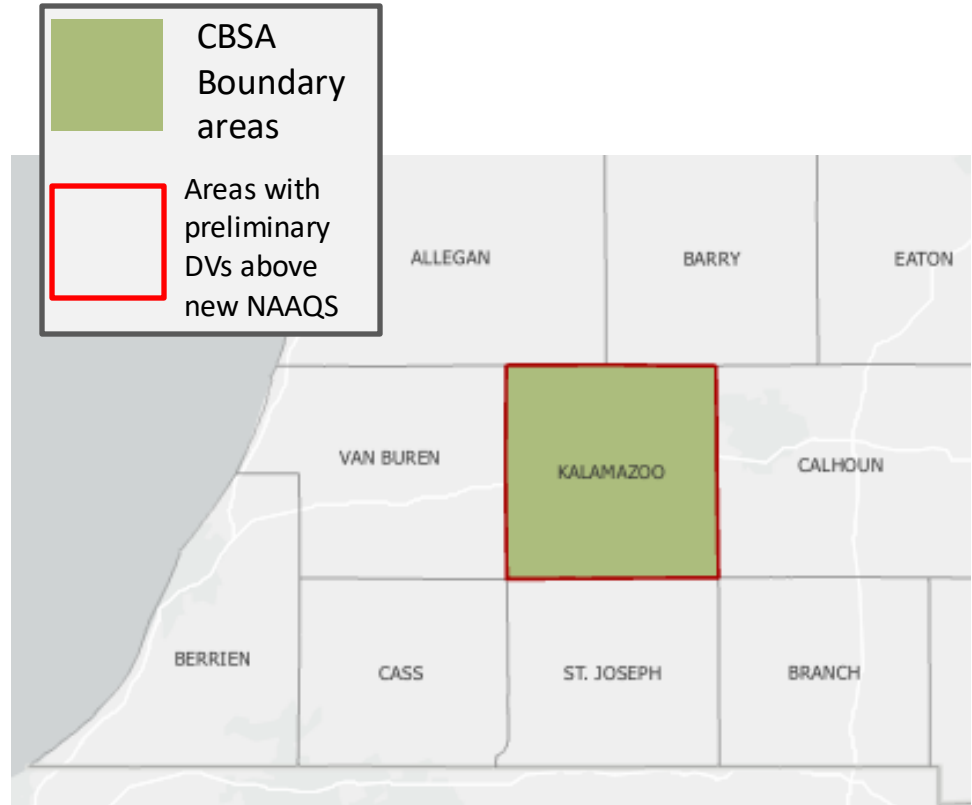 CBSA
Boundary
areas
Areas with
preliminary
DVs above
new NAAQS
ALLEGAN
BARRY
EATON
VAN BUREN
KALAMAZOO
CALHOUN
BERRIEN
CASS
ST. JOSEPH
BRANCH